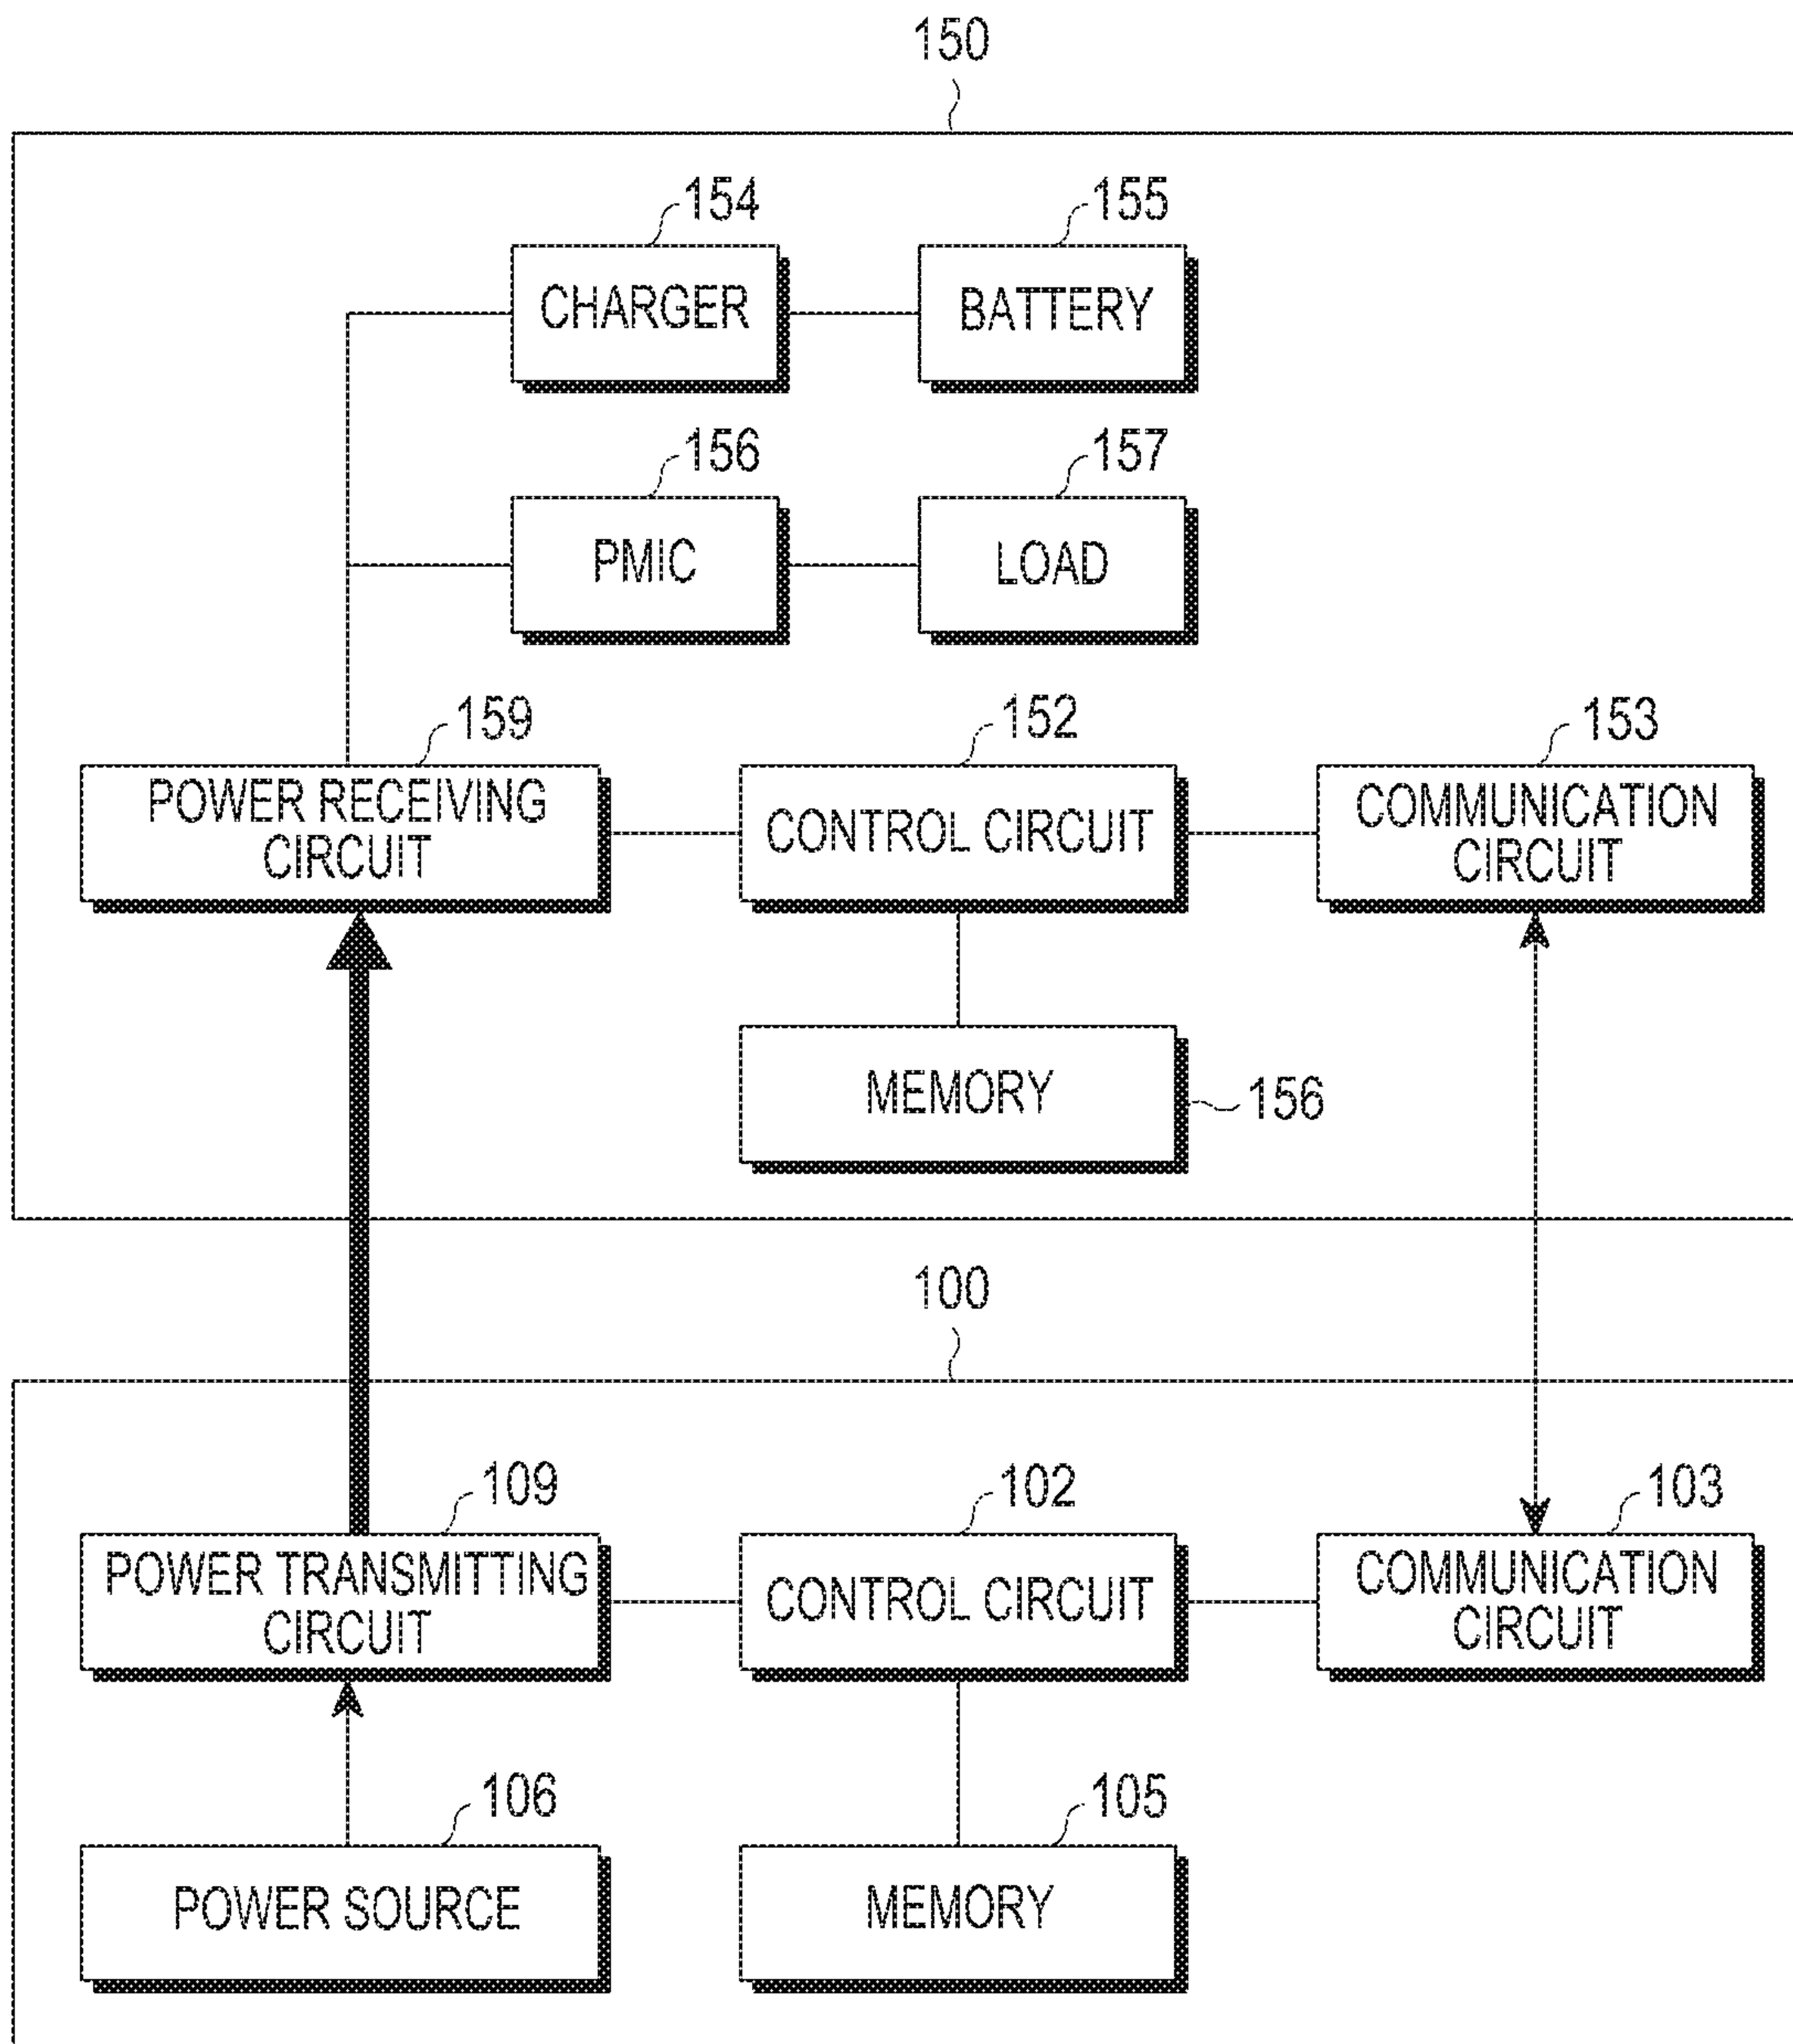 150
154
155
CHARGER
BATTERY
156
157
PMIC
LOAD
159
152
153
POWER RECEIVING
CIRCUIT
CONTROL CIRCUIT
COMMUNICATION
CIRCUIT
MEMORY
156
100
109
102
103
POWER TRANSMITTING
CIRCUIT
CONTROL CIRCUIT
COMMUNICATION
CIRCUIT
106
105
POWER SOURCE
MEMORY